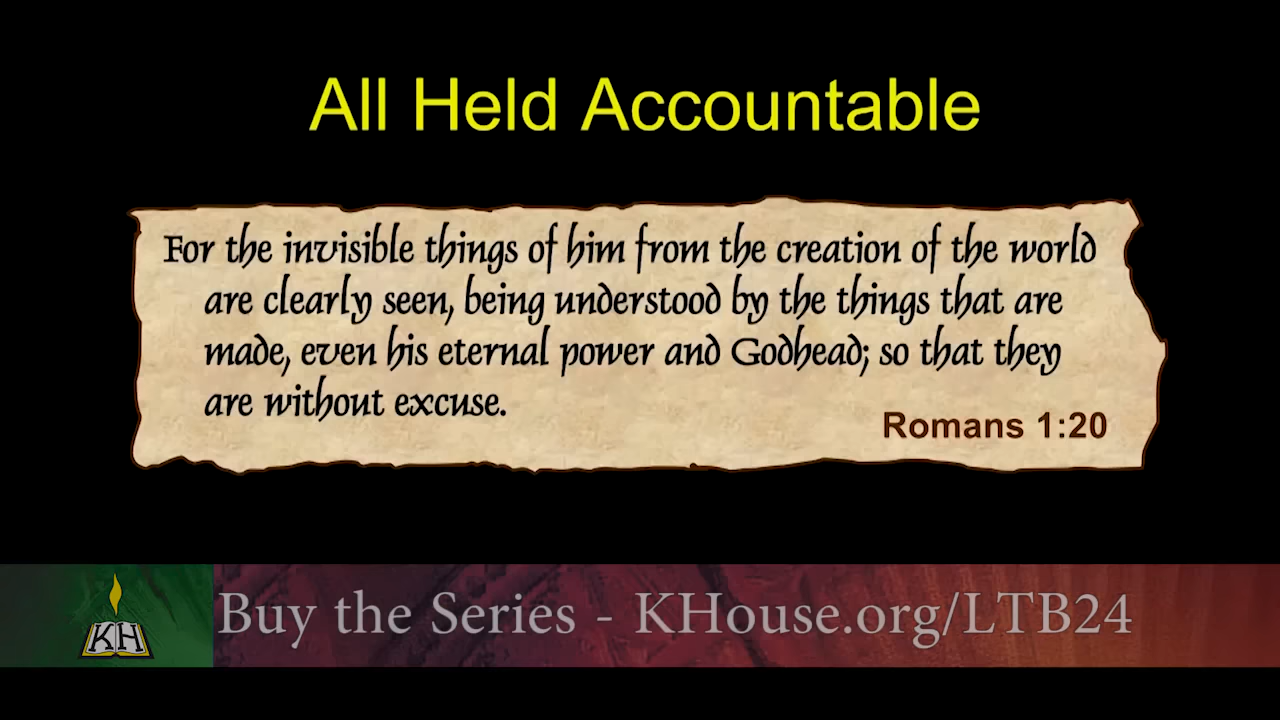 All Held Accountable
For the invisible things of him from the creation of the world
are clearly seen, being understood by the things that are
made, even his eternal power and Godhead; so that they
are without excuse.
Romans 1:20
KH
Buy the Series - KHouse.org/LTB24